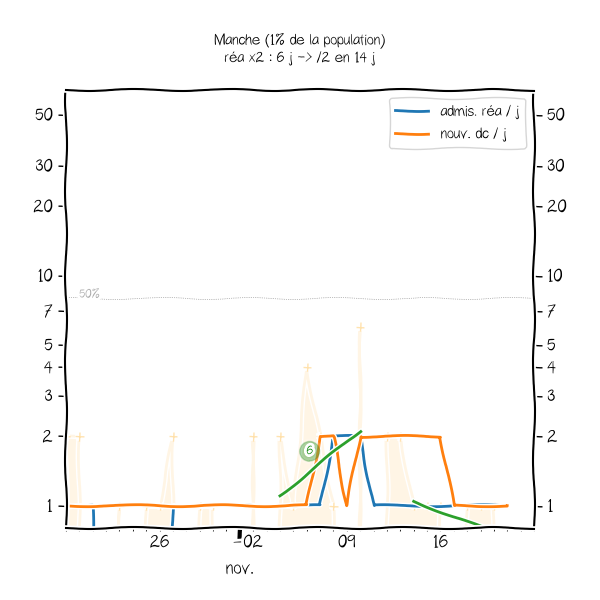 Manche (1% de la population)
réa x2 : 6 j -> /2 en 14 j
admis. réa / j
nouv. dc / j
50 50
30 30
20 20
10 10
50%
7 7
5 5
4 4
3 3
2 2
6
1 1
26 02 09 16
nov.